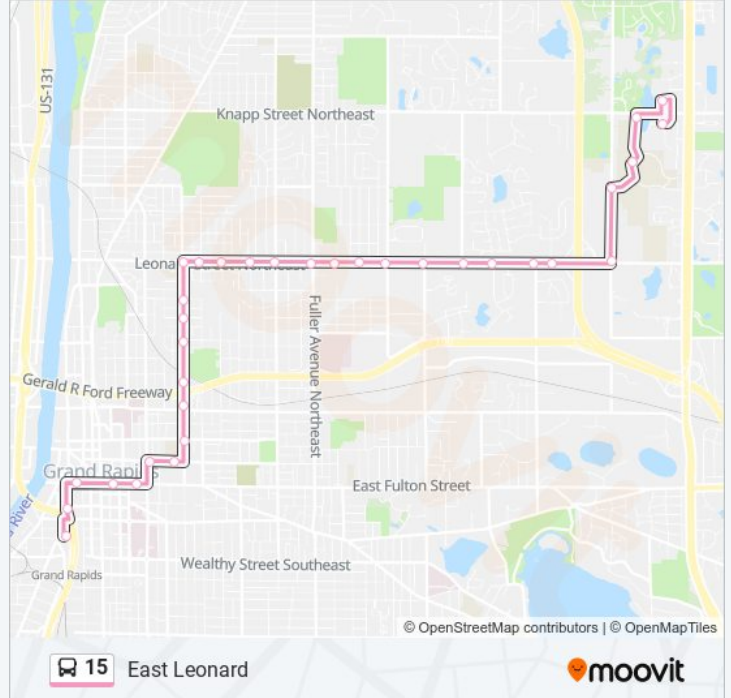 US-131
Knapp Street Northeast
Leonard Street Northeast
Fuller Avenue Northeast
Gerald R Ford Freeway
Grand Rapids
East Fulton Street
River
Wealthy Street Southeast
Grand Rapids
© OpenStreetMap contributors | © OpenMapTiles
15 East Leonard
moovit